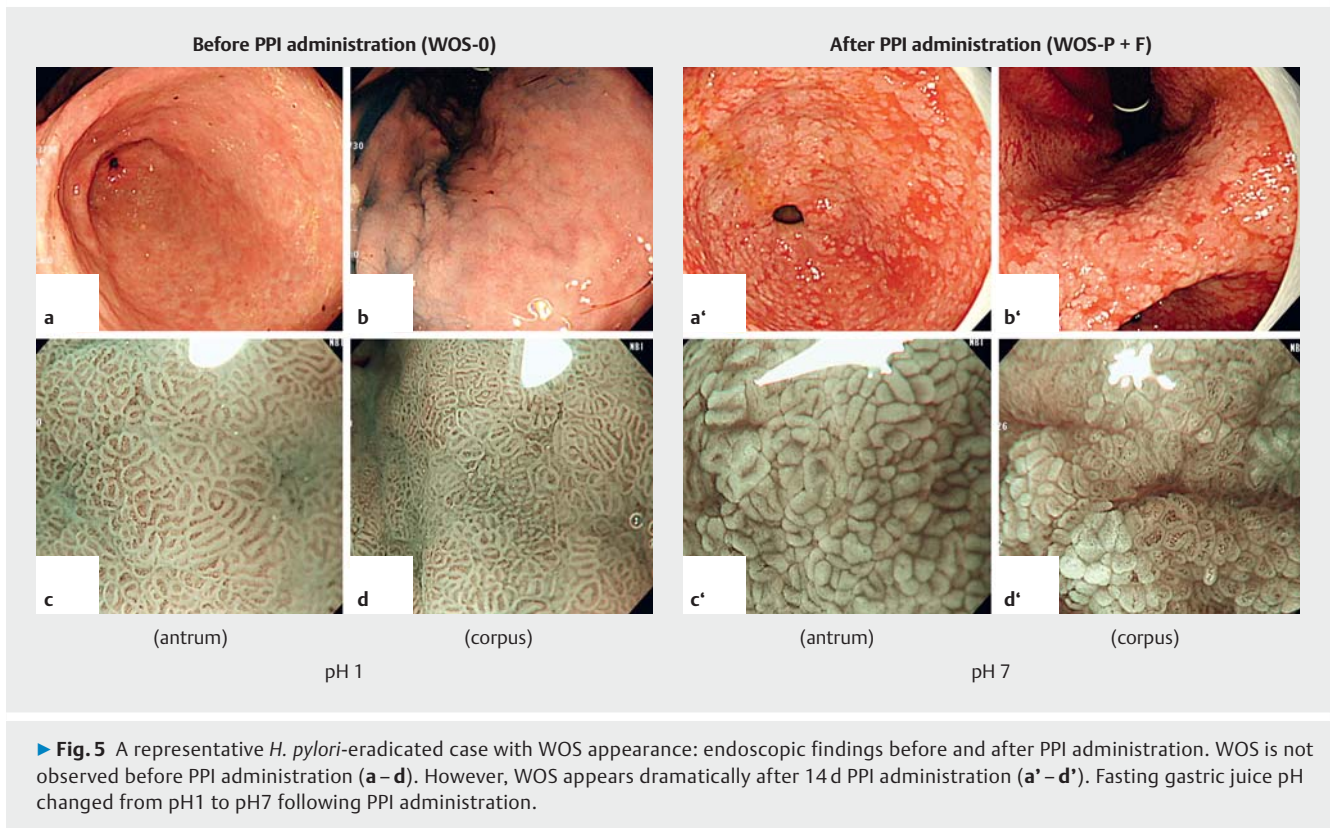 Before PPI administration (WOS-0)
After PPI administration (WOS-P + F)
a
b
a‘
b‘
NBI
NBI
NBI
c
d
c‘
d‘
(antrum)
(corpus)
(antrum)
(corpus)
pH 1
pH 7
▶ Fig. 5 A representative H. pylori-eradicated case with WOS appearance: endoscopic findings before and after PPI administration. WOS is not
observed before PPI administration (a – d). However, WOS appears dramatically after 14 d PPI administration (a’ – d’). Fasting gastric juice pH
changed from pH1 to pH7 following PPI administration.